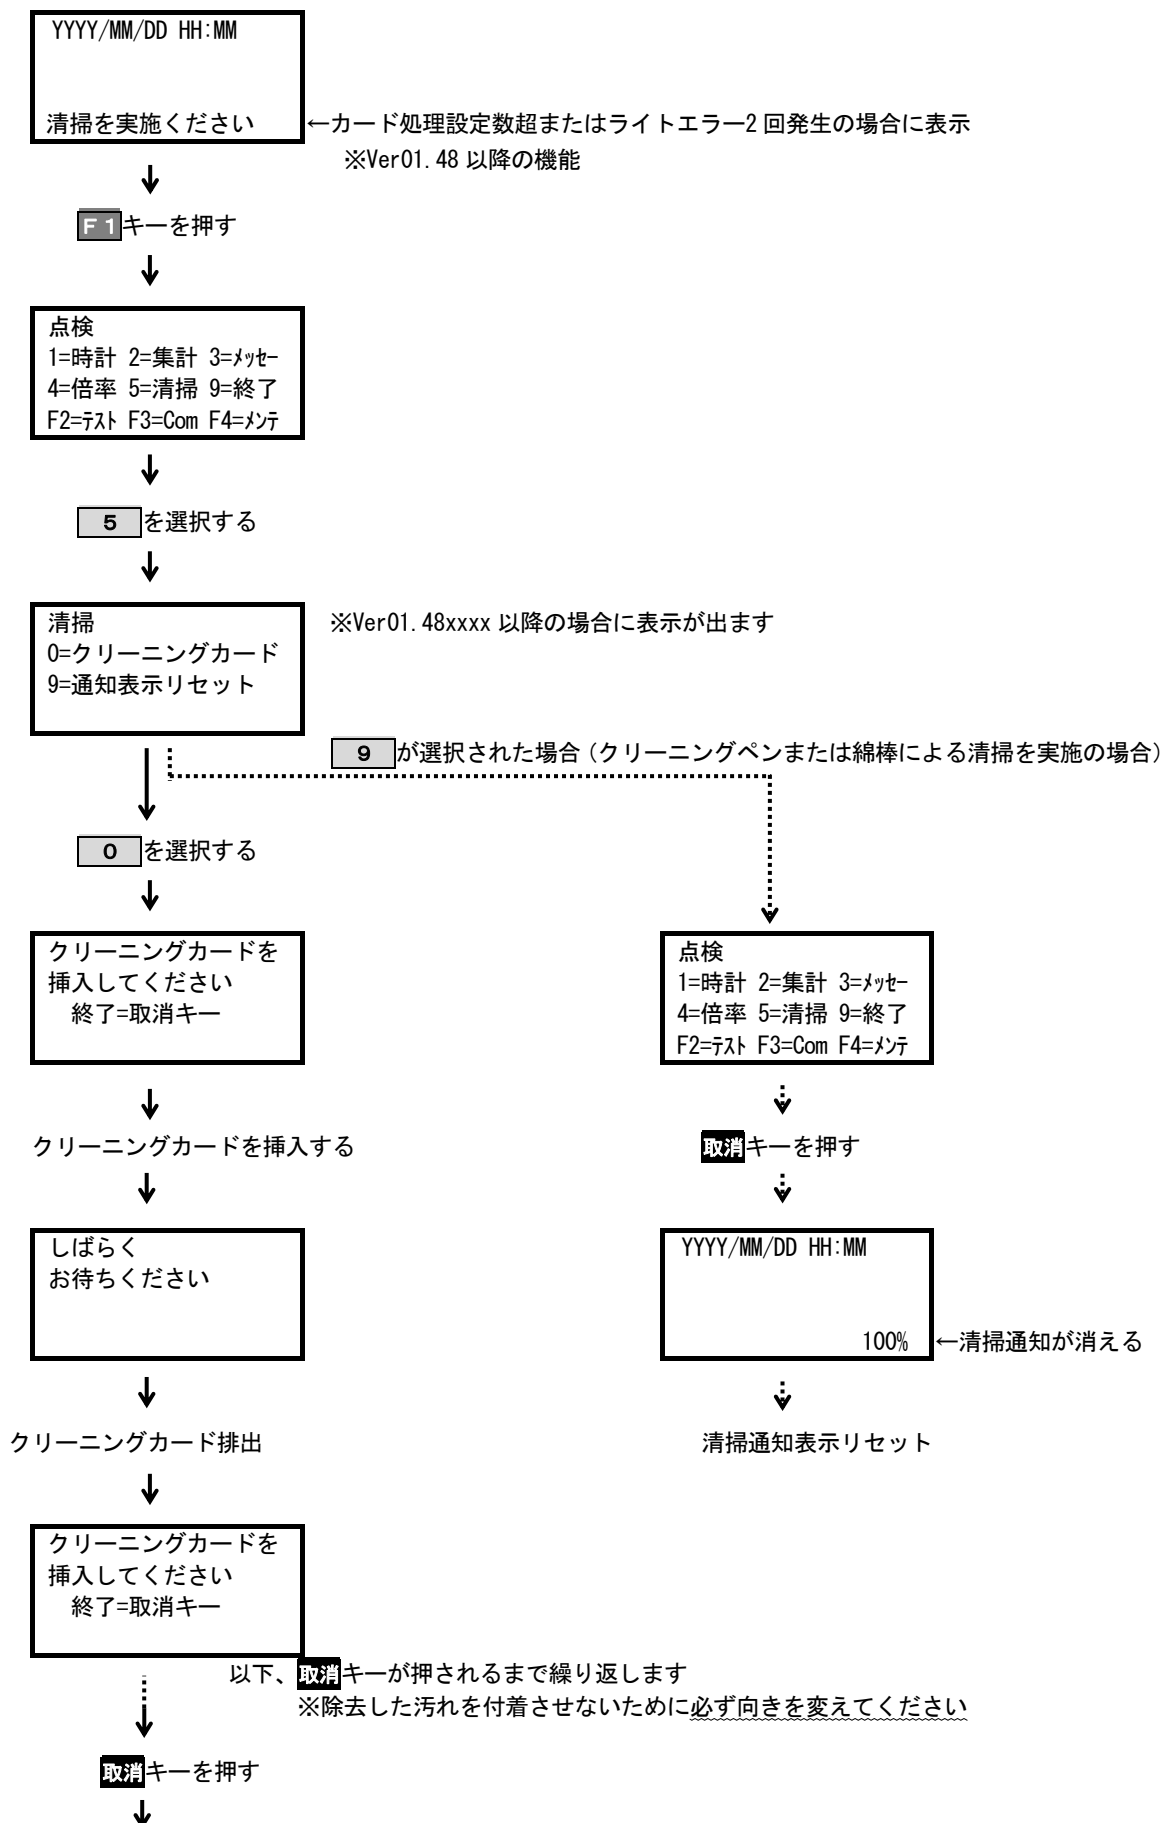 YYYY/MM/DD HH:MM
清掃を実施ください
←カード処理設定数超またはライトエラー2 回発生の場合に表示
※Ver01.48 以降の機能
F1キーを押す
点検
1=時計 2=集計 3=ﾒｯｾｰ
4=倍率 5=清掃 9=終了
F2=ﾃｽﾄ F3=Com F4=ﾒﾝﾃ
5 を選択する
清掃
0=クリーニングカード
9=通知表示リセット
※Ver01.48xxxx 以降の場合に表示が出ます
9 が選択された場合（クリーニングペンまたは綿棒による清掃を実施の場合）
0 を選択する
クリーニングカードを
挿入してください
終了=取消キー
クリーニングカードを挿入する
しばらく
お待ちください
クリーニングカード排出
クリーニングカードを
挿入してください
終了=取消キー
点検
1=時計 2=集計 3=ﾒｯｾｰ
4=倍率 5=清掃 9=終了
F2=ﾃｽﾄ F3=Com F4=ﾒﾝﾃ
取消キーを押す
YYYY/MM/DD HH:MM
100%
←清掃通知が消える
清掃通知表示リセット
以下、取消キーが押されるまで繰り返します
※除去した汚れを付着させないために必ず向きを変えてください
取消キーを押す